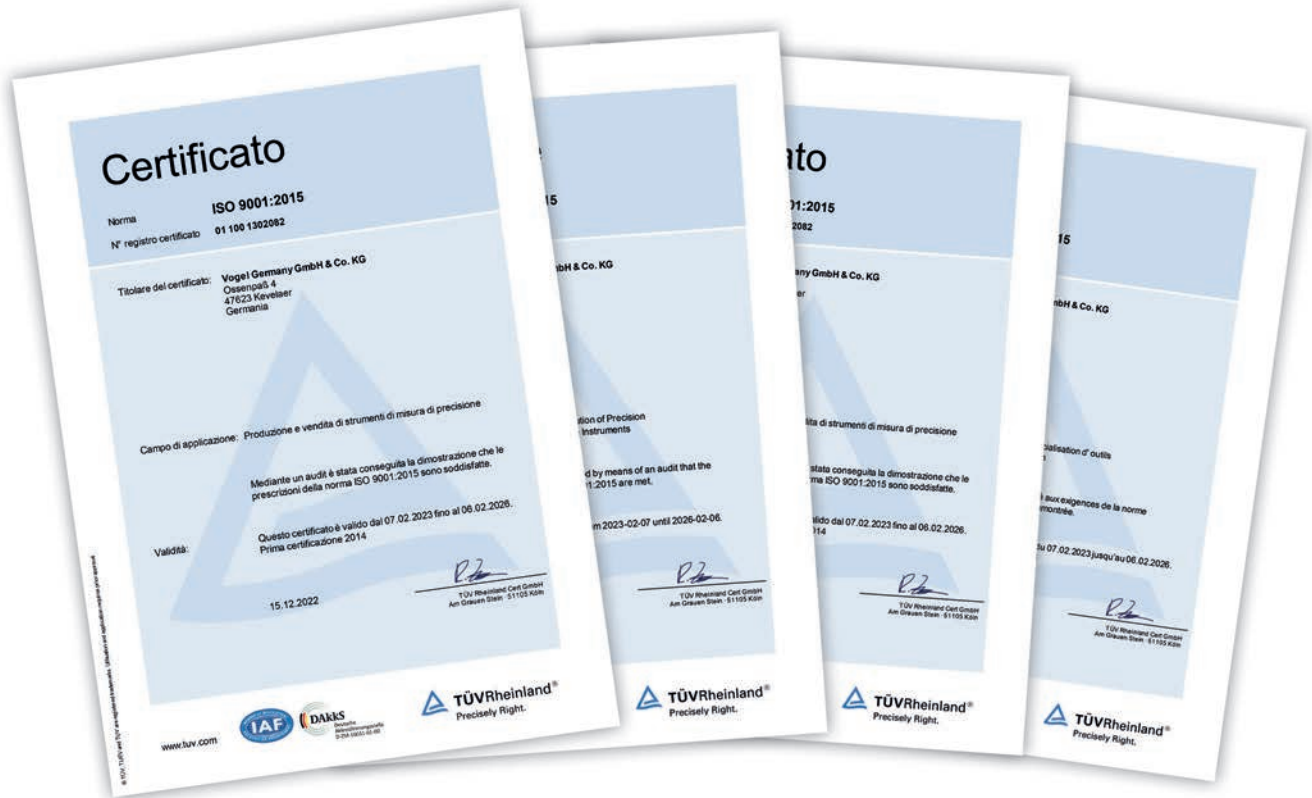 Certificato
Norma ISO 9001:2015
N° registro certificato 01 100 1302082
Titolare del certificato: Vogel Germany GmbH & Co. KG
Ossenpaß 4
47623 Kevelaer
Germania
Campo di applicazione: Produzione e vendita di strumenti di misura di precisione
Mediante un audit è stata conseguita la dimostrazione che le
prescrizioni della norma ISO 9001:2015 sono soddisfatte.
Validità: Questo certificato è valido dal 07.02.2023 fino al 06.02.2026.
Prima certificazione 2014
15.12.2022
TÜV Rheinland Cert GmbH
Am Grauen Stein · 51105 Köln
www.tuv.com
IAF
DAkkS
Deutsche
Akkreditierungsstelle
TÜVRheinland®
Precisely Right.
15
bH & Co. KG
tion of Precision
Instruments
d by means of an audit that the
1:2015 are met.
m 2023-02-07 until 2026-02-06.
TÜV Rheinland Cert GmbH
Am Grauen Stein · 51105 Köln
TÜVRheinland®
Precisely Right.
ato
01:2015
2082
any GmbH & Co. KG
er
dita di strumenti di misura di precisione
stata conseguita la dimostrazione che le
ma ISO 9001:2015 sono soddisfatte.
lido dal 07.02.2023 fino al 06.02.2026.
014
TÜV Rheinland Cert GmbH
Am Grauen Stein · 51105 Köln
TÜVRheinland®
Precisely Right.
15
mbH & Co. KG
ialisation d' outils
aux exigences de la norme
montrée.
du 07.02.2023 jusqu'au 06.02.2026.
TÜV Rheinland Cert GmbH
Am Grauen Stein · 51105 Köln
TÜVRheinland®
Precisely Right.